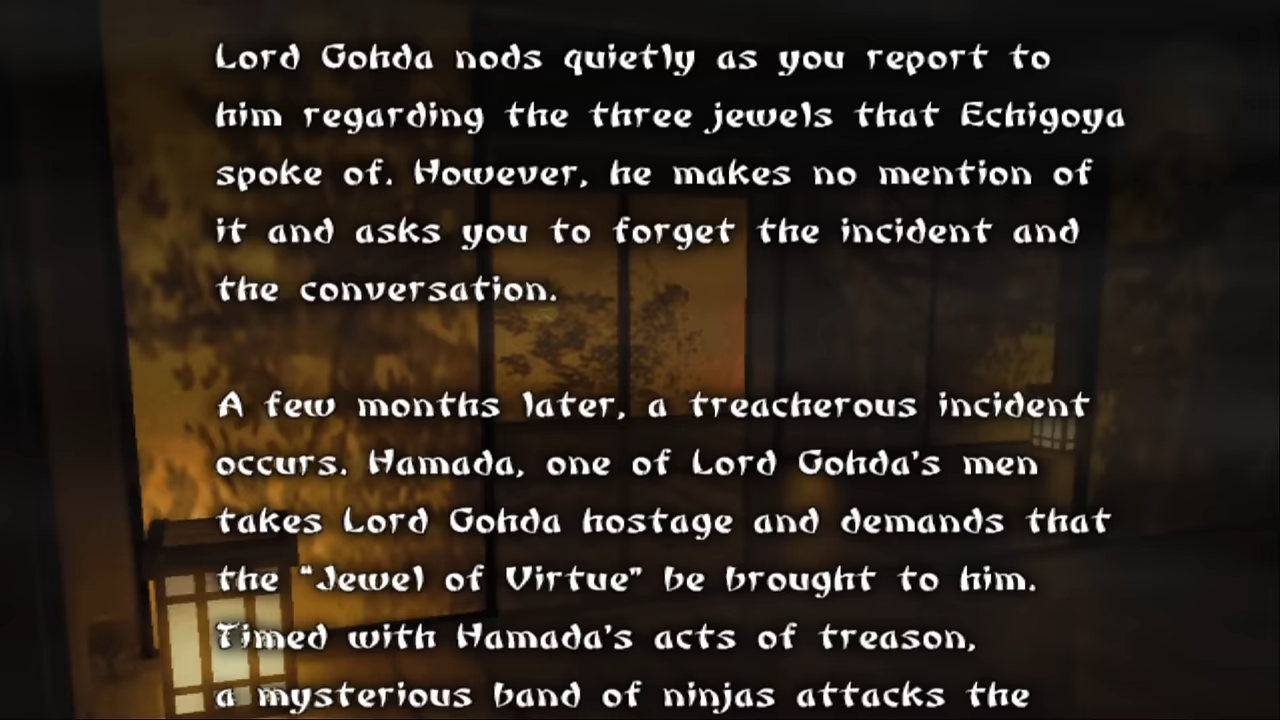 Lord Gohda nods quietly as you report to
him regarding the three jewels that Echigoya
spoke of. However, he makes no mention of
it and asks you to forget the incident and
the conversation.
A few months later, a treacherous incident
occurs. Hamada, one of Lord Gohda's men
takes Lord Gohda hostage and demands that
the "Jewel of Virtue" be brought to him.
Timed with Hamada's acts of treason,
a mysterious band of ninjas attacks the